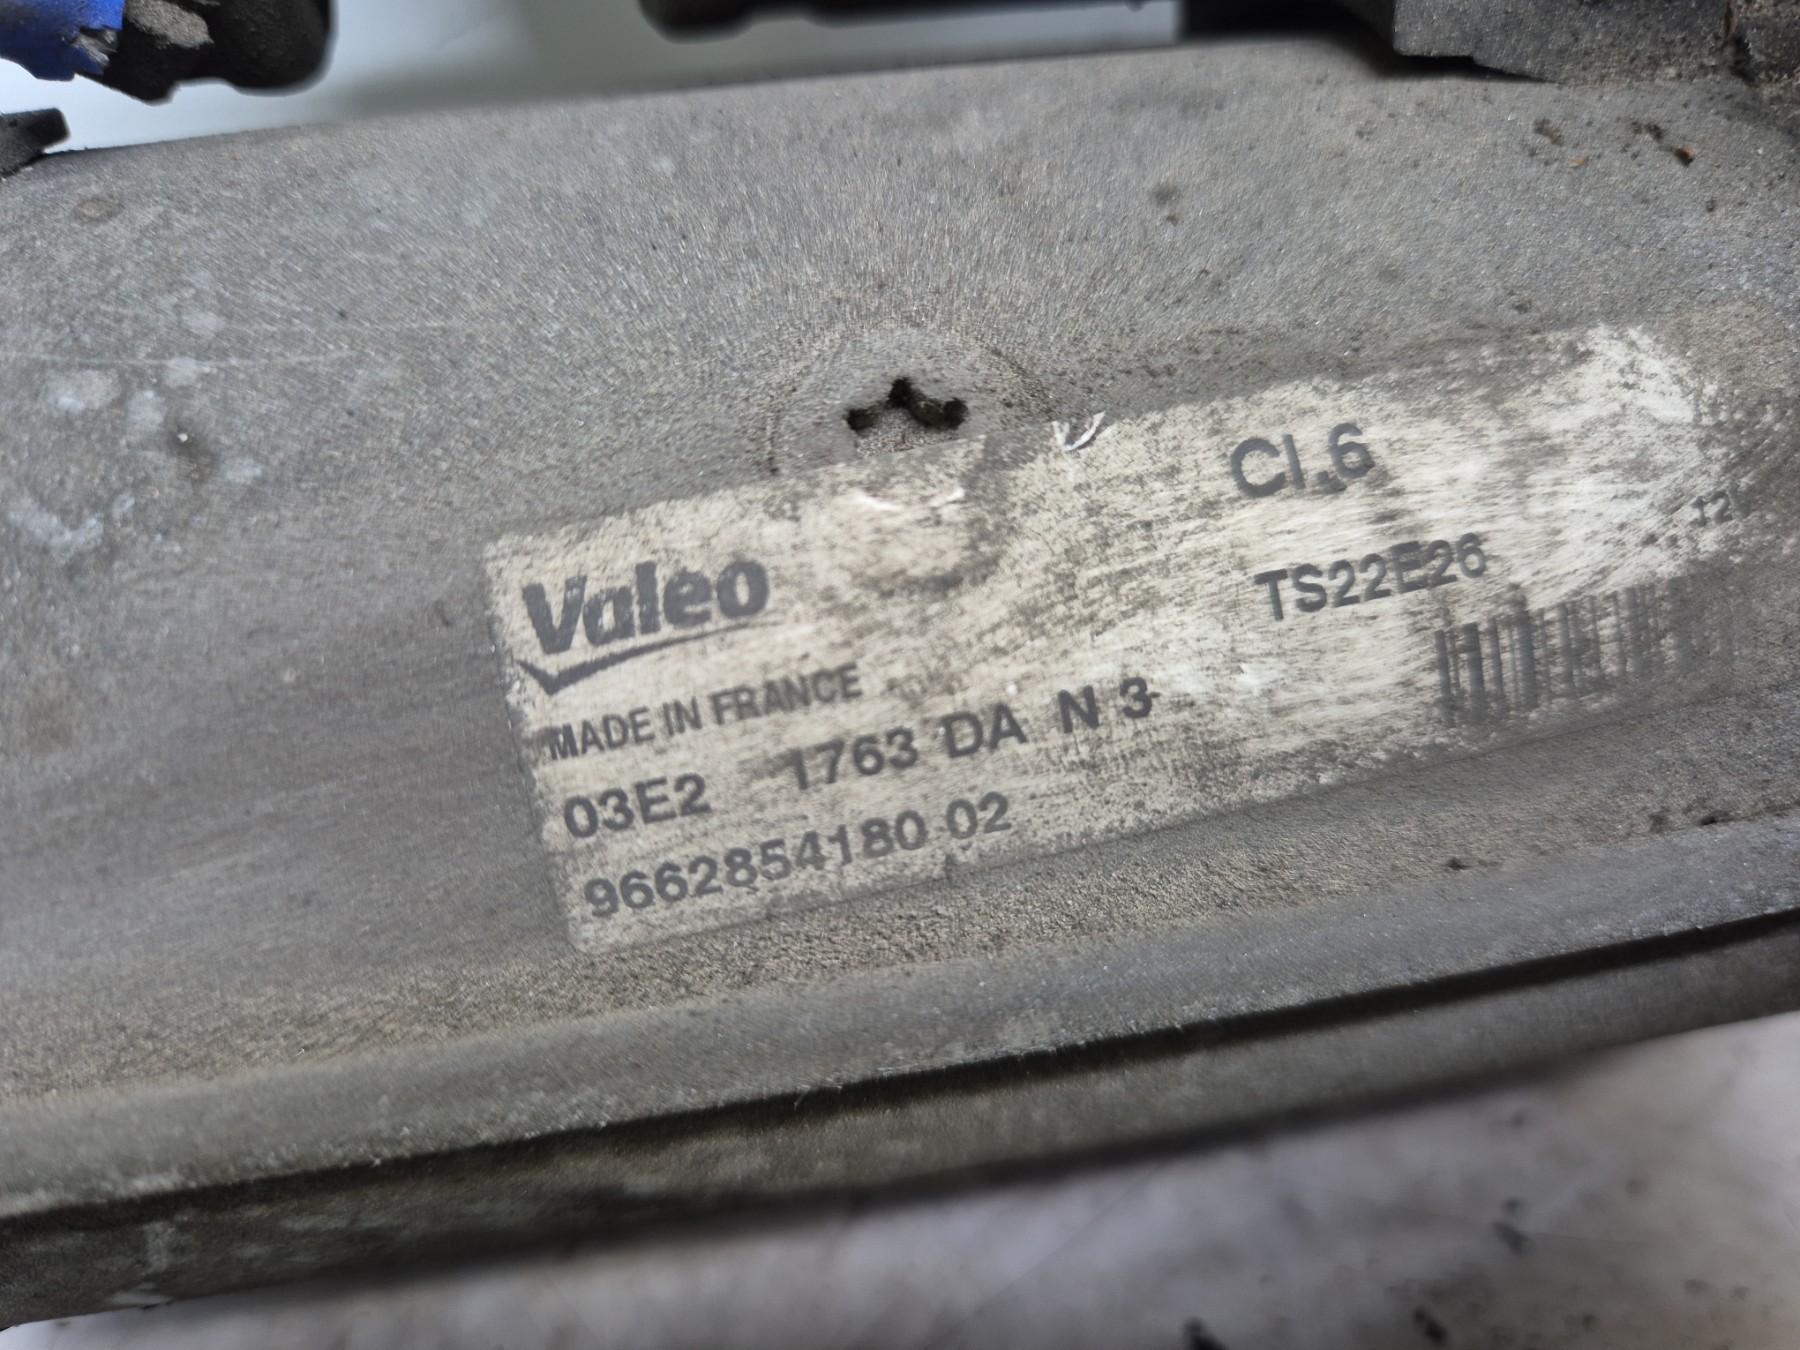 Valeo
CI.6
TS22E26
MADE IN FRANCE
03E2 1763 DA N 3
9662854180 02